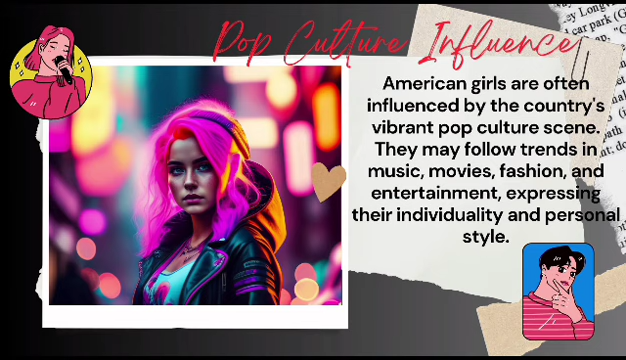 Pop Culture Influence
American girls are often
influenced by the country's
vibrant pop culture scene.
They may follow trends in
music, movies, fashion, and
entertainment, expressing
their individuality and personal
style.